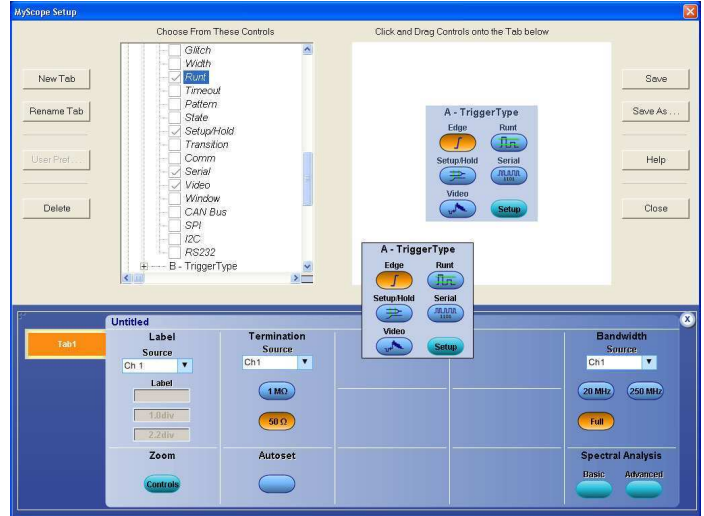 MyScope Setup
Choose From These Controls
Click and Drag Controls onto the Tab below
New Tab
Rename Tab
User Pref ...
Delete
Glitch
Width
Runt
Timeout
Pattern
State
Setup/Hold
Transition
Comm
Serial
Video
Window
CAN Bus
SPI
I2C
RS232
B - TriggerType
A - TriggerType
Edge Runt
Setup/Hold Serial
Video
Setup
Save
Save As ...
Help
Close
A - TriggerType
Edge Runt
Setup/Hold Serial
Video
Setup
Tab1
Untitled
Label
Source
Ch 1
Label
1.0div
2.2div
Zoom
Controls
Termination
Source
Ch1
1 MΩ
50 Ω
Autoset
Bandwidth
Source
Ch1
20 MHz 250 MHz
Full
Spectral Analysis
Basic Advanced
X